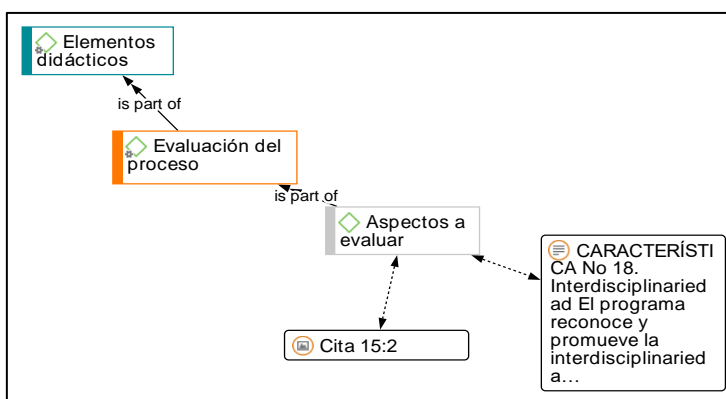 Elementos
didácticos
is part of
Evaluación del
proceso
is part of
Aspectos a
evaluar
CARACTERÍSTI
CA No 18.
Interdisciplinaried
ad El programa
reconoce y
promueve la
interdisciplinaried
a…
Cita 15:2